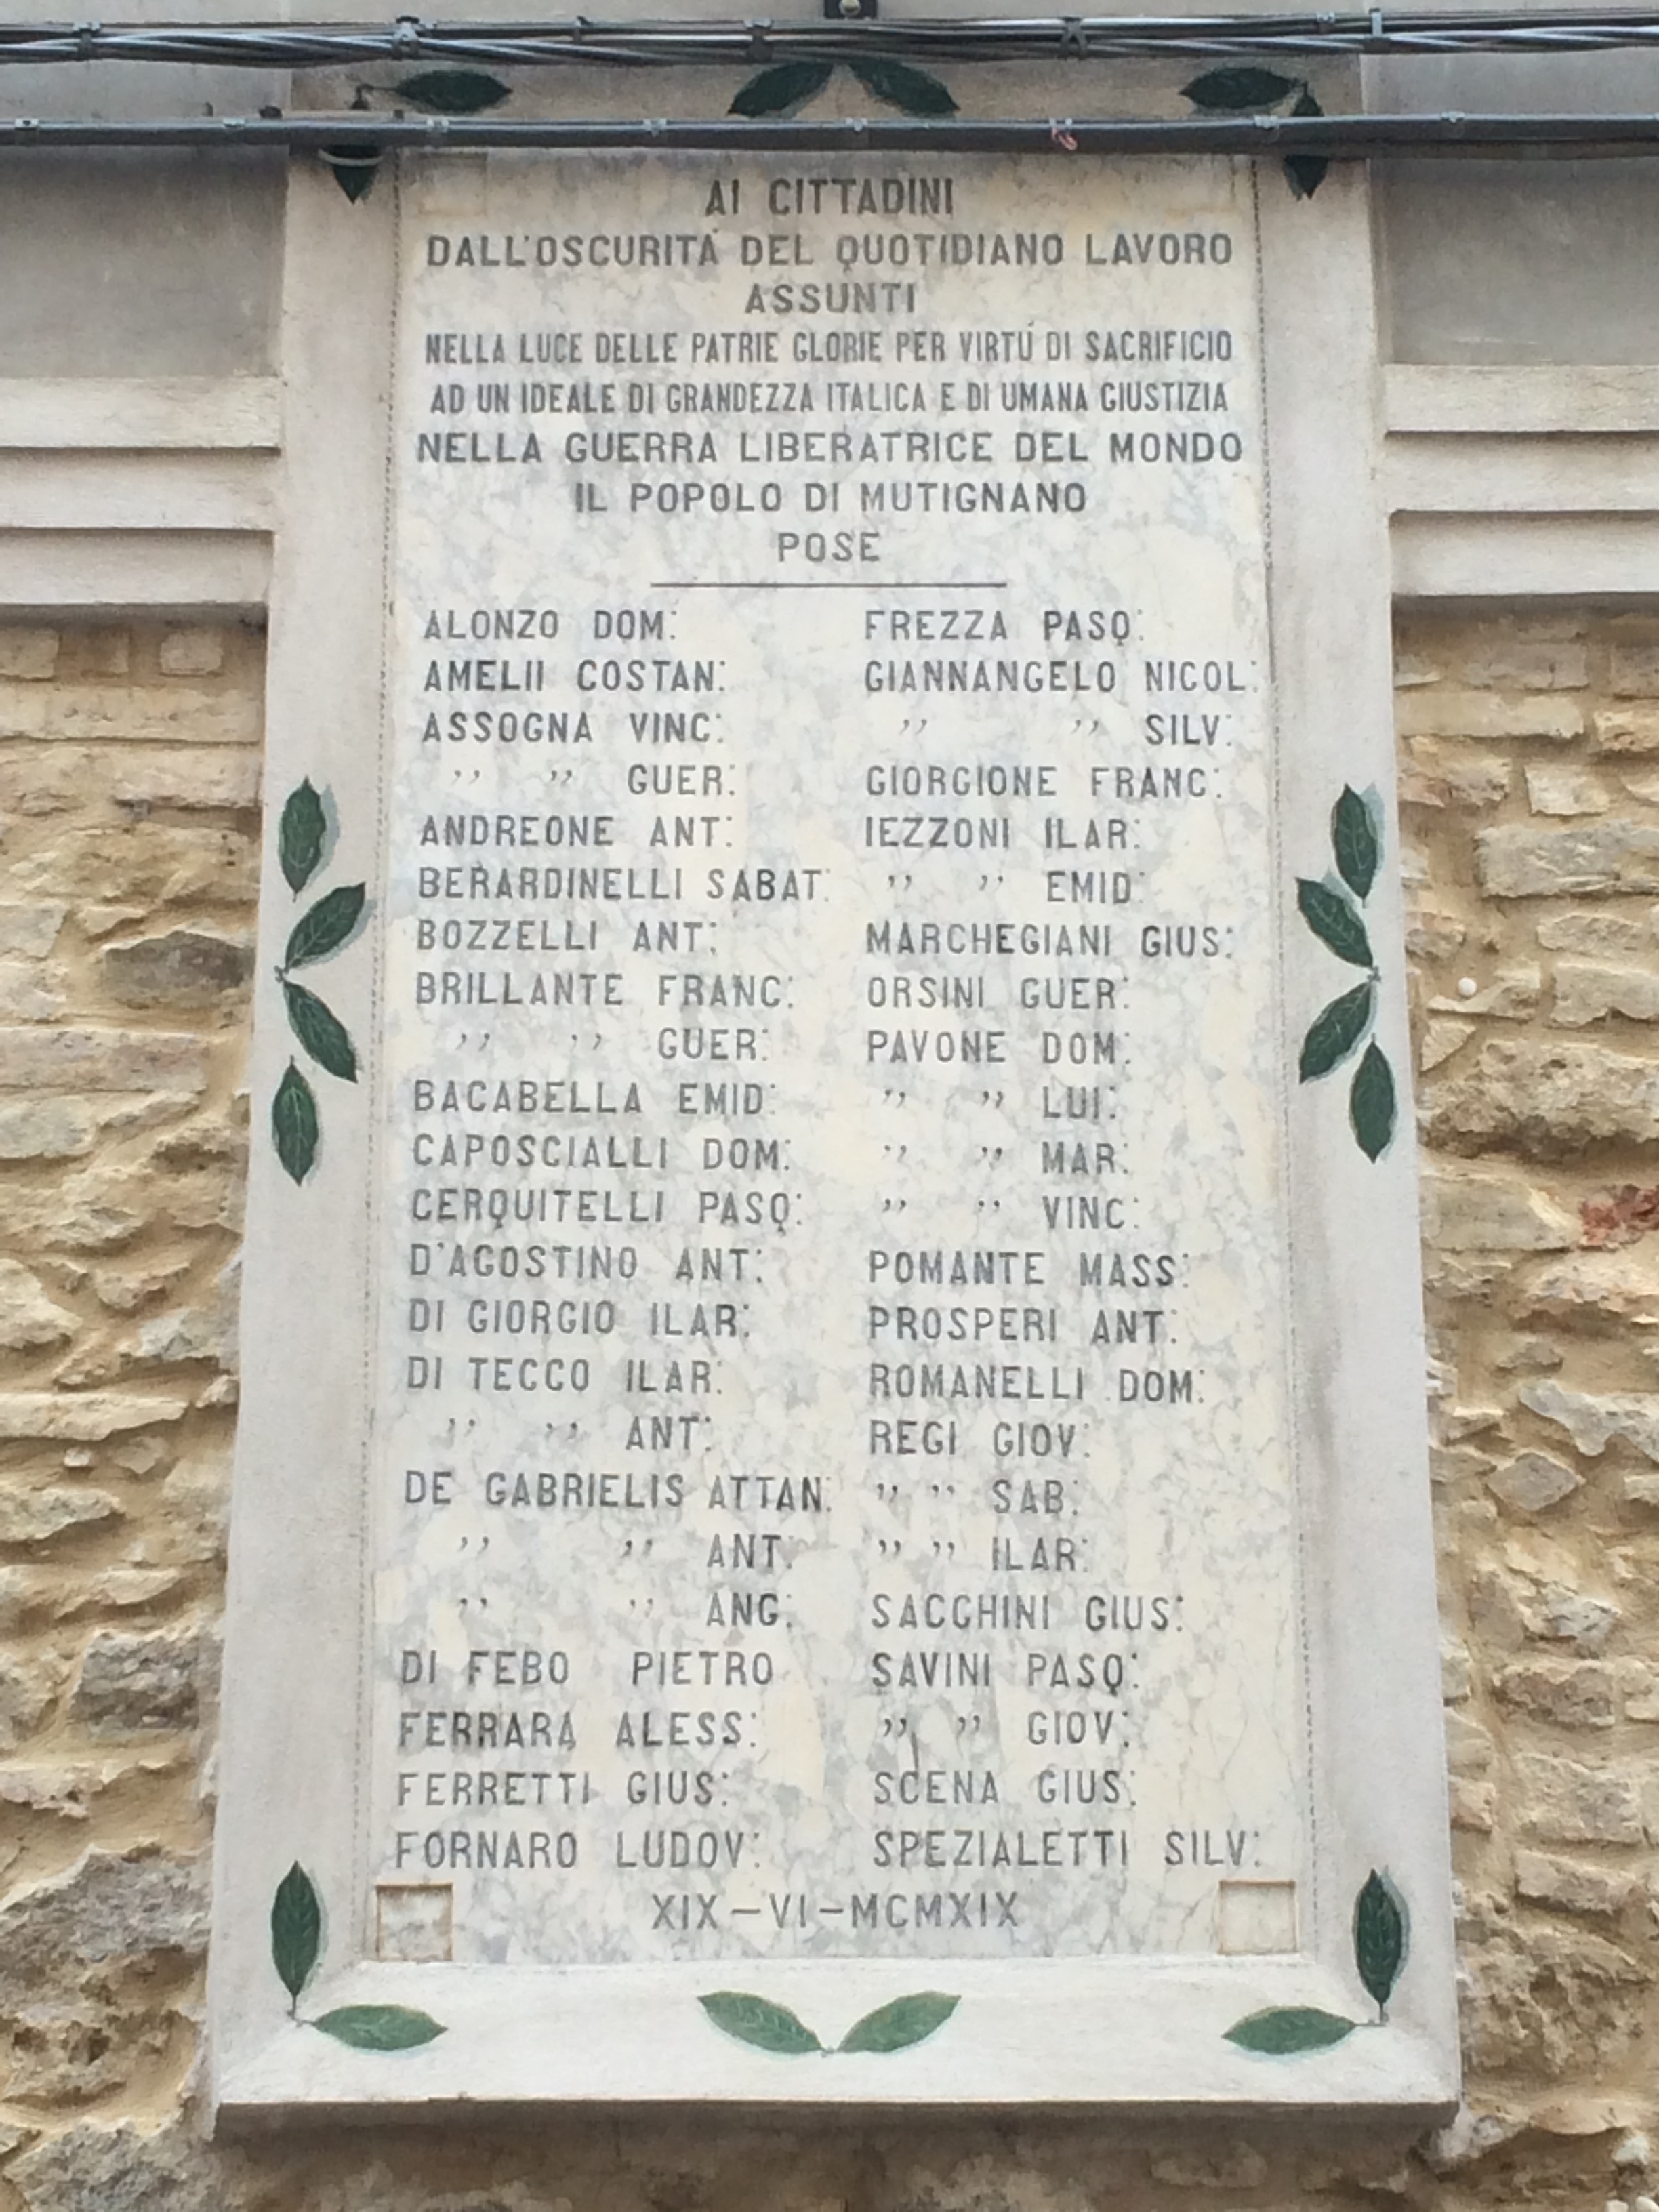 AI CITTADINI
DALL'OSCURITÀ DEL QUOTIDIANO LAVORO
ASSUNTI
NELLA LUCE DELLE PATRIE GLORIE PER VIRTÚ DI SACRIFICIO
AD UN IDEALE DI GRANDEZZA ITALICA E DI UMANA GIUSTIZIA
NELLA GUERRA LIBERATRICE DEL MONDO
IL POPOLO DI MUTIGNANO
POSE
ALONZO DOM:
AMELII COSTAN:
ASSOGNA VINC:
" " GUER:
ANDREONE ANT:
BERARDINELLI SABAT:
BOZZELLI ANT:
BRILLANTE FRANC:
" " GUER:
BACABELLA EMID:
CAPOSCIALLI DOM:
CERQUITELLI PASQ:
D'AGOSTINO ANT:
DI GIORGIO ILAR:
DI TECCO ILAR:
" " ANT:
DE GABRIELIS ATTAN:
" " ANT:
" " ANG:
DI FEBO PIETRO
FERRARA ALESS:
FERRETTI GIUS:
FORNARO LUDOV:
FREZZA PASQ:
GIANNANGELO NICOL:
" " SILV:
GIORGIONE FRANC:
IEZZONI ILAR:
" " EMID:
MARCHEGIANI GIUS:
ORSINI GUER:
PAVONE DOM:
" " LUI:
" " MAR:
" " VINC:
POMANTE MASS:
PROSPERI ANT:
ROMANELLI DOM:
REGI GIOV:
" " SAB:
" " ILAR:
SACCHINI GIUS:
SAVINI PASQ:
" " GIOV:
SCENA GIUS:
SPEZIALETTI SILV:
XIX-VI-MCMXIX